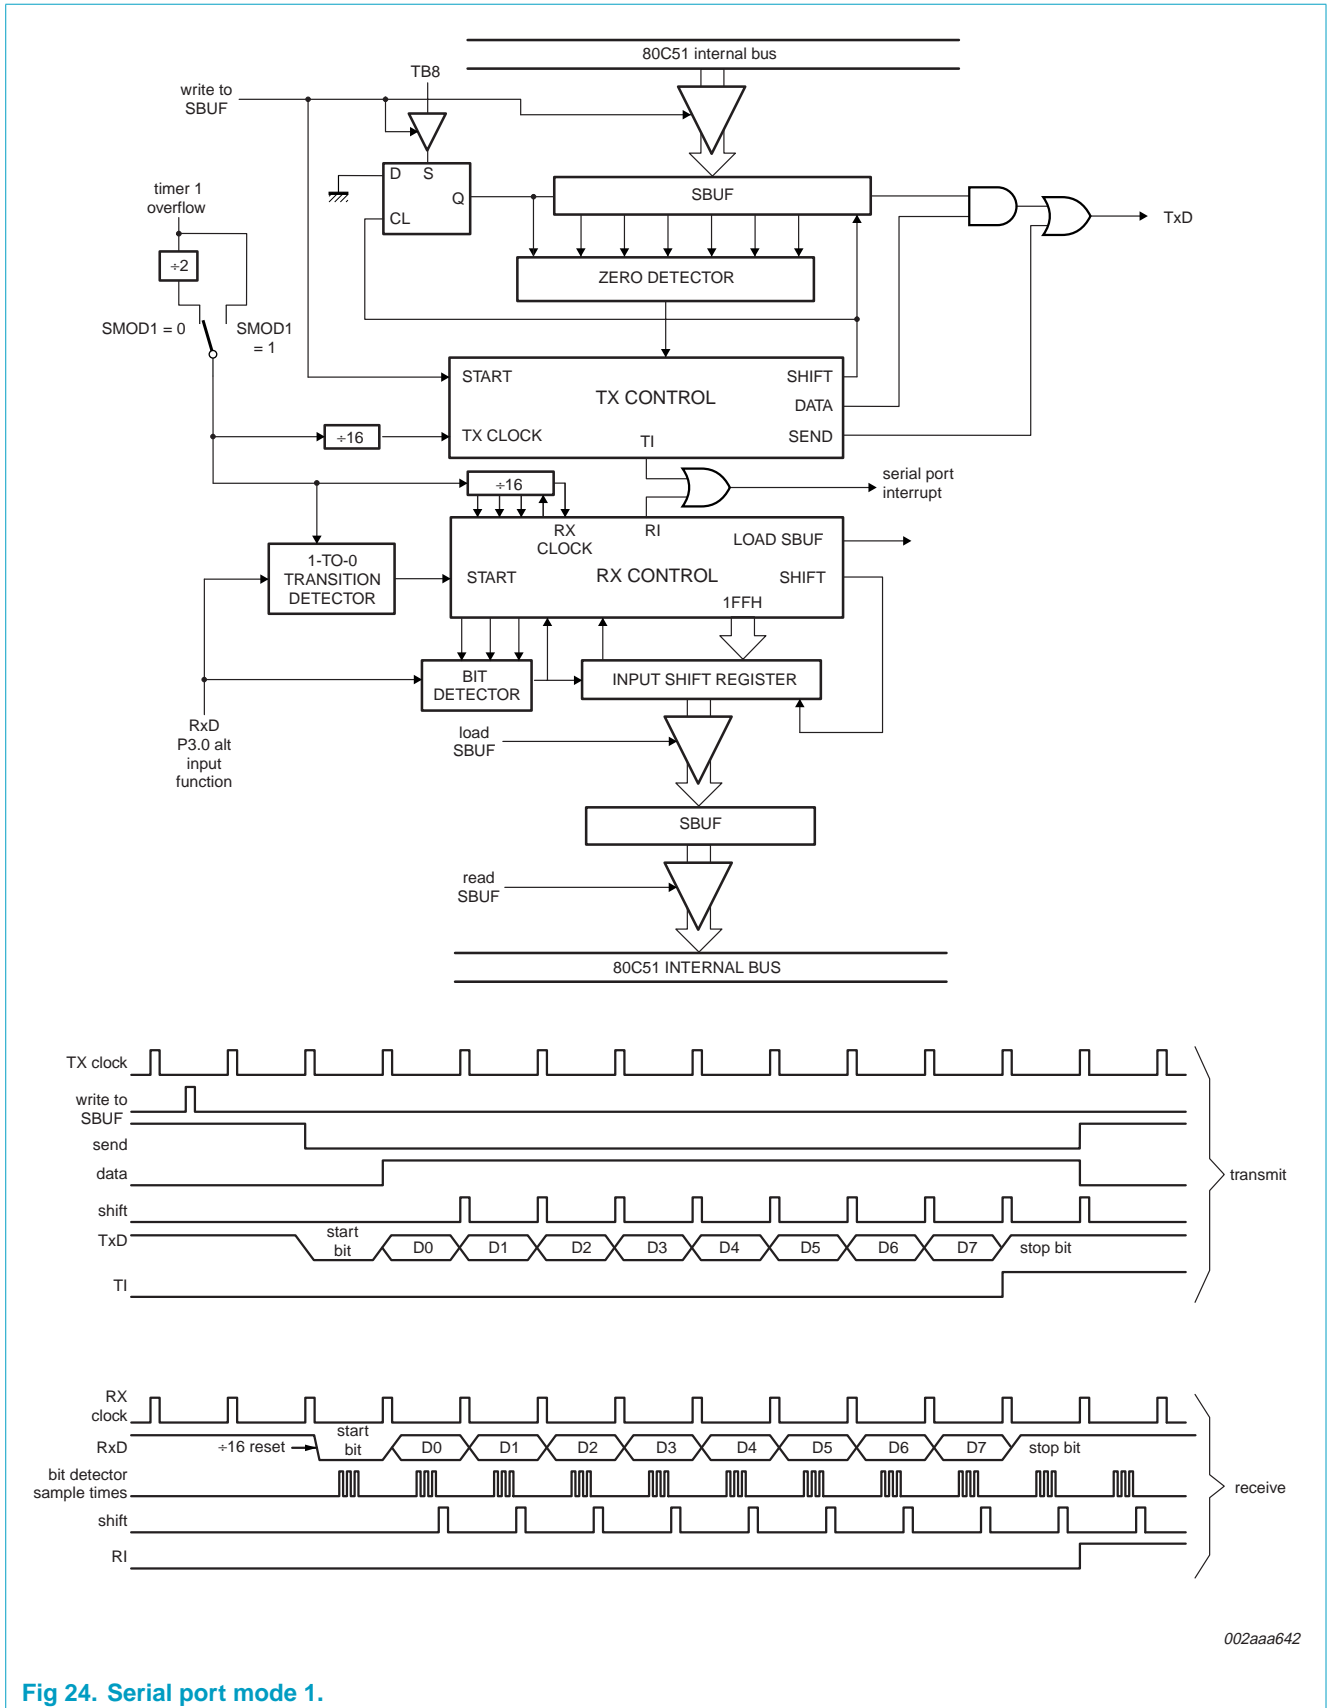 80C51 internal bus
TB8
write to
SBUF
D
S
Q
CL
SBUF
TxD
timer 1
overflow
÷2
ZERO DETECTOR
SMOD1 = 0
SMOD1
= 1
START
SHIFT
TX CONTROL
DATA
÷16
TX CLOCK
TI
SEND
serial port
interrupt
÷16
RX
CLOCK
RI
LOAD SBUF
1-TO-0
TRANSITION
DETECTOR
START
RX CONTROL
SHIFT
1FFH
BIT
DETECTOR
INPUT SHIFT REGISTER
RxD
P3.0 alt
input
function
load
SBUF
SBUF
read
SBUF
80C51 INTERNAL BUS
TX clock
write to
SBUF
send
data
transmit
shift
TxD
start
bit
D0 D1 D2 D3 D4 D5 D6 D7 stop bit
TI
RX
clock
RxD
÷16 reset
start
bit
D0 D1 D2 D3 D4 D5 D6 D7 stop bit
bit detector
sample times
receive
shift
RI
002aaa642
Fig 24. Serial port mode 1.